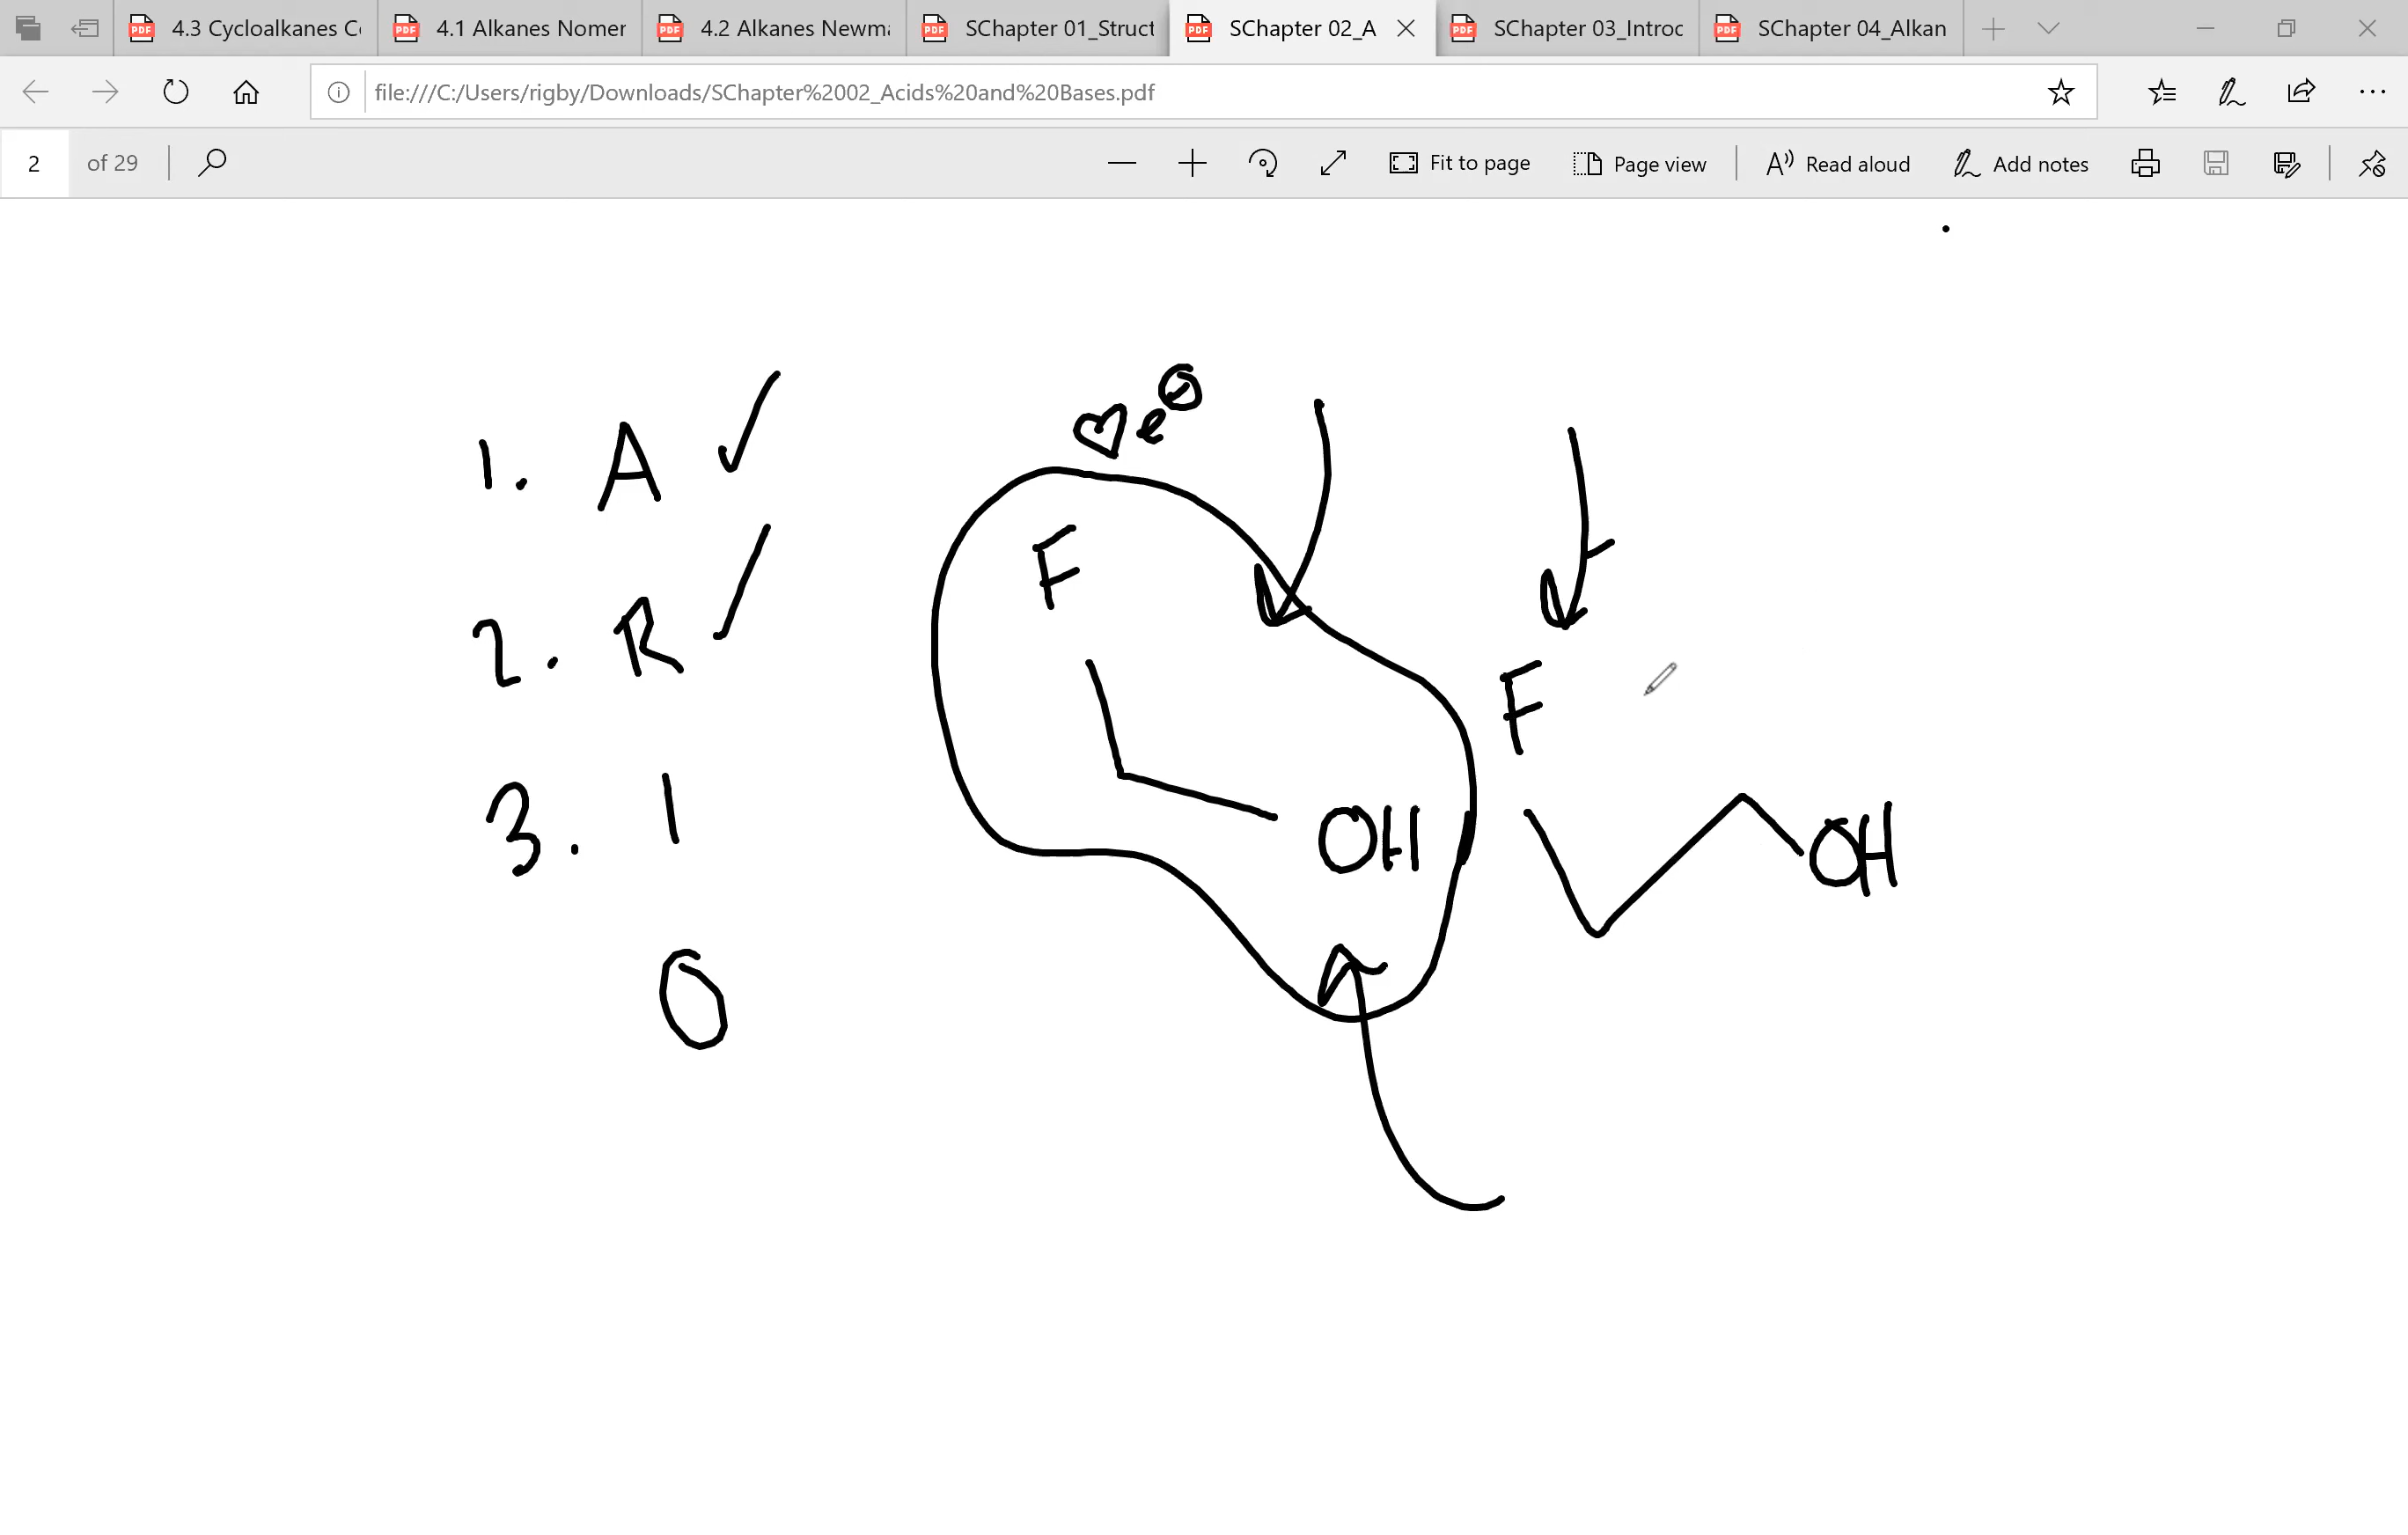 4.3 Cycloalkanes C
4.1 Alkanes Nomer
4.2 Alkanes Newma
SChapter 01_Struct
SChapter 02_A
SChapter 03_Introc
SChapter 04_Alkan
file:///C:/Users/rigby/Downloads/SChapter%2002_Acids%20and%20Bases.pdf
2 of 29
Fit to page
Page view
Read aloud
Add notes
1. A ✓
♡e⊖
2. R ✓
F
F
3. I
OH
OH
O